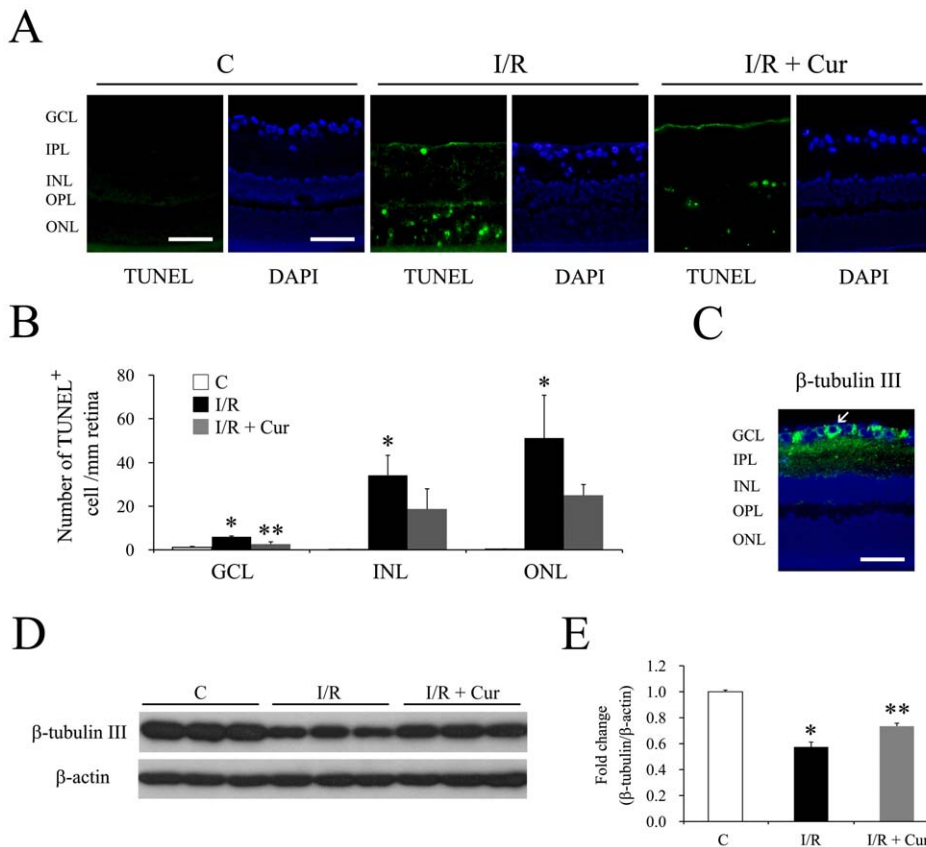 A
C I/R I/R + Cur
GCL
IPL
INL
OPL
ONL
TUNEL DAPI TUNEL DAPI TUNEL DAPI
B
Number of TUNEL+
cell /mm retina
80
60
40
20
0
C
I/R
I/R + Cur
* ** * *
GCL INL ONL
C
β-tubulin III
GCL
IPL
INL
OPL
ONL
D
C I/R I/R + Cur
β-tubulin III
β-actin
E
Fold change
(β-tubulin/β-actin)
1.2
1.0
0.8
0.6
0.4
0.2
0.0
* **
C I/R I/R + Cur